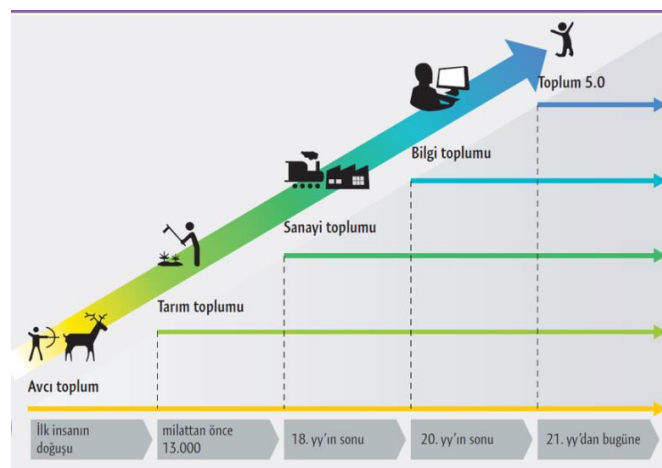 Toplum 5.0
Bilgi toplumu
Sanayi toplumu
Tarım toplumu
Avcı toplum
İlk insanın
doğuşu
milattan önce
13.000
18. yy'ın sonu
20. yy'ın sonu
21. yy'dan bugüne